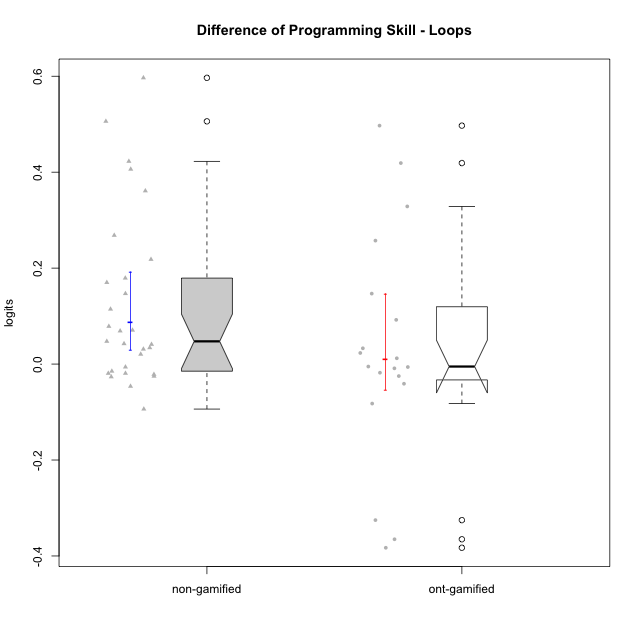 Difference of Programming Skill - Loops
logits
0.6
0.4
0.2
0.0
-0.2
-0.4
non-gamified
ont-gamified